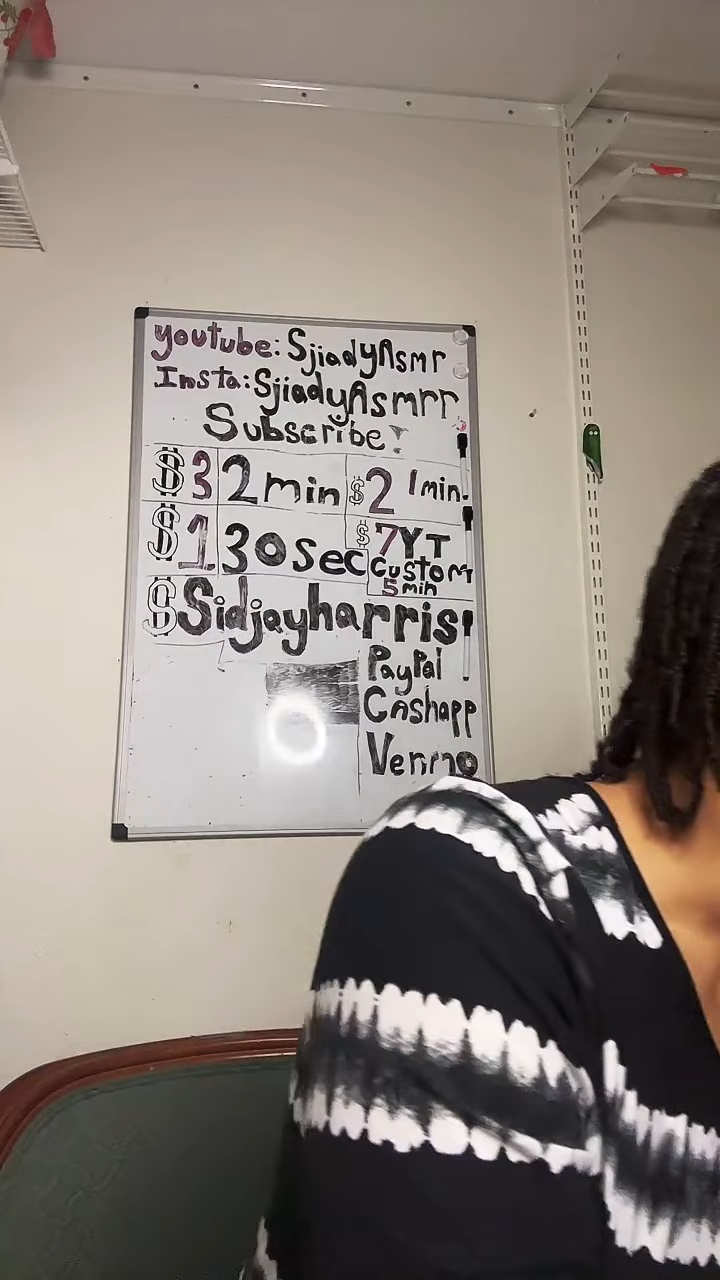 youtube: SjiadyAsmr
Insta: SjiadyAsmrr
Subscribe!
$3 2min $2 1min.
$1 30sec $7YT
Custom
5min
$Sidjayharris
PayPal
CAshapp
Venmo